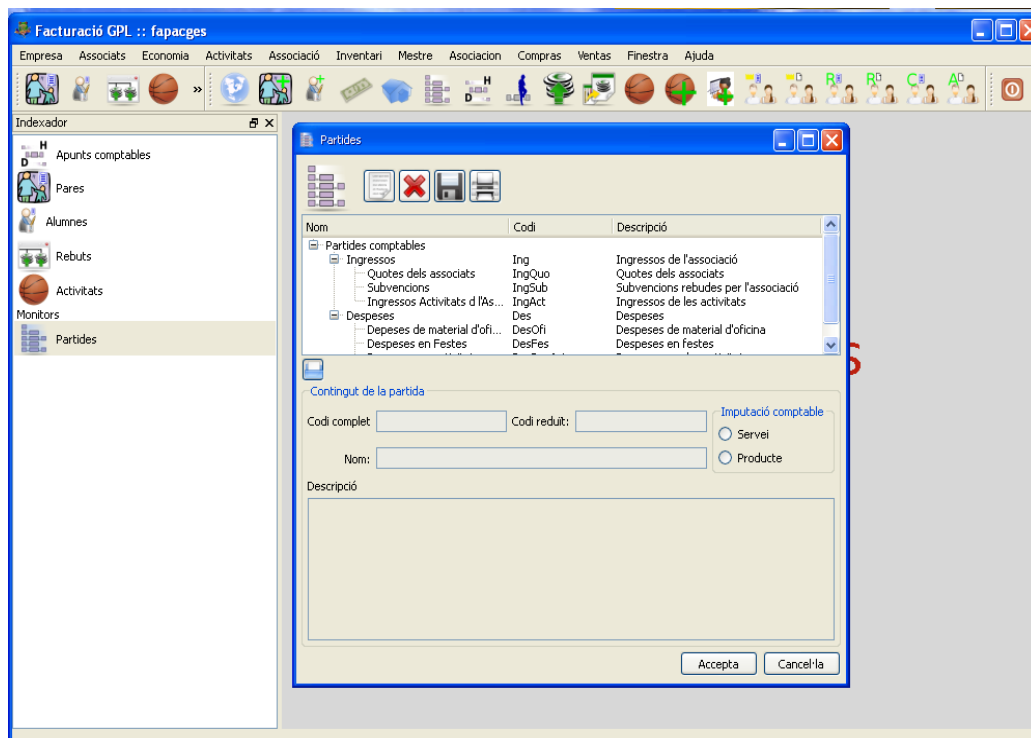 Facturació GPL :: fapacges
Empresa Associats Economia Activitats Associació Inventari Mestre Asociacion Compras Ventas Finestra Ajuda
»
Indexador
Apunts comptables
Pares
Alumnes
Rebuts
Activitats
Monitors
Partides
Partides
Nom Codi Descripció
Partides comptables
Ingressos Ing Ingressos de l'associació
Quotes dels associats IngQuo Quotes dels associats
Subvencions IngSub Subvencions rebudes per l'associació
Ingressos Activitats d l'As... IngAct Ingressos de les activitats
Despeses Des Despeses
Depeses de material d'ofi... DesOfi Despeses de material d'oficina
Despeses en Festes DesFes Despeses en festes
Contingut de la partida
Codi complet Codi reduït: Imputació comptable
Servei
Nom: Producte
Descripció
Accepta Cancel·la